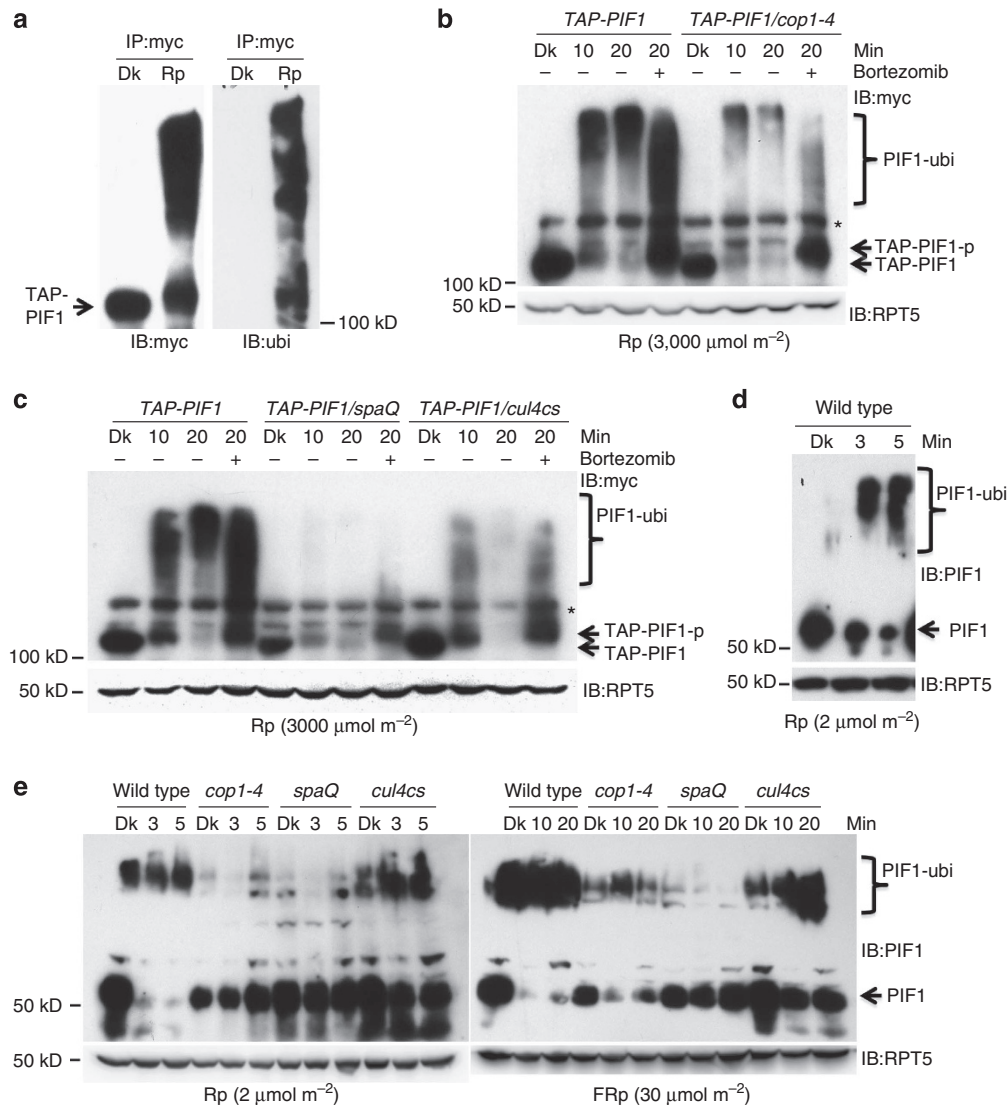 a
IP:myc IP:myc
Dk Rp Dk Rp
TAP-
PIF1
100 kD
IB:myc IB:ubi
b
TAP-PIF1 TAP-PIF1/cop1-4
Dk 10 20 20 Dk 10 20 20 Min
– – – + – – – + Bortezomib
IB:myc
PIF1-ubi
*
TAP-PIF1-p
TAP-PIF1
100 kD
50 kD
IB:RPT5
Rp (3,000 μmol m⁻²)
c
TAP-PIF1 TAP-PIF1/spaQ TAP-PIF1/cul4cs
Dk 10 20 20 Dk 10 20 20 Dk 10 20 20 Min
– – – + – – – + – – – + Bortezomib
IB:myc
PIF1-ubi
*
TAP-PIF1-p
TAP-PIF1
100 kD
50 kD
IB:RPT5
Rp (3000 μmol m⁻²)
d
Wild type
Dk 3 5 Min
PIF1-ubi
IB:PIF1
PIF1
50 kD
50 kD
IB:RPT5
Rp (2 μmol m⁻²)
e
Wild type cop1-4 spaQ cul4cs Wild type cop1-4 spaQ cul4cs
Dk 3 5 Dk 3 5 Dk 3 5 Dk 3 5 Dk 10 20 Dk 10 20 Dk 10 20 Dk 10 20 Min
PIF1-ubi
IB:PIF1
50 kD
PIF1
50 kD
IB:RPT5
Rp (2 μmol m⁻²) FRp (30 μmol m⁻²)